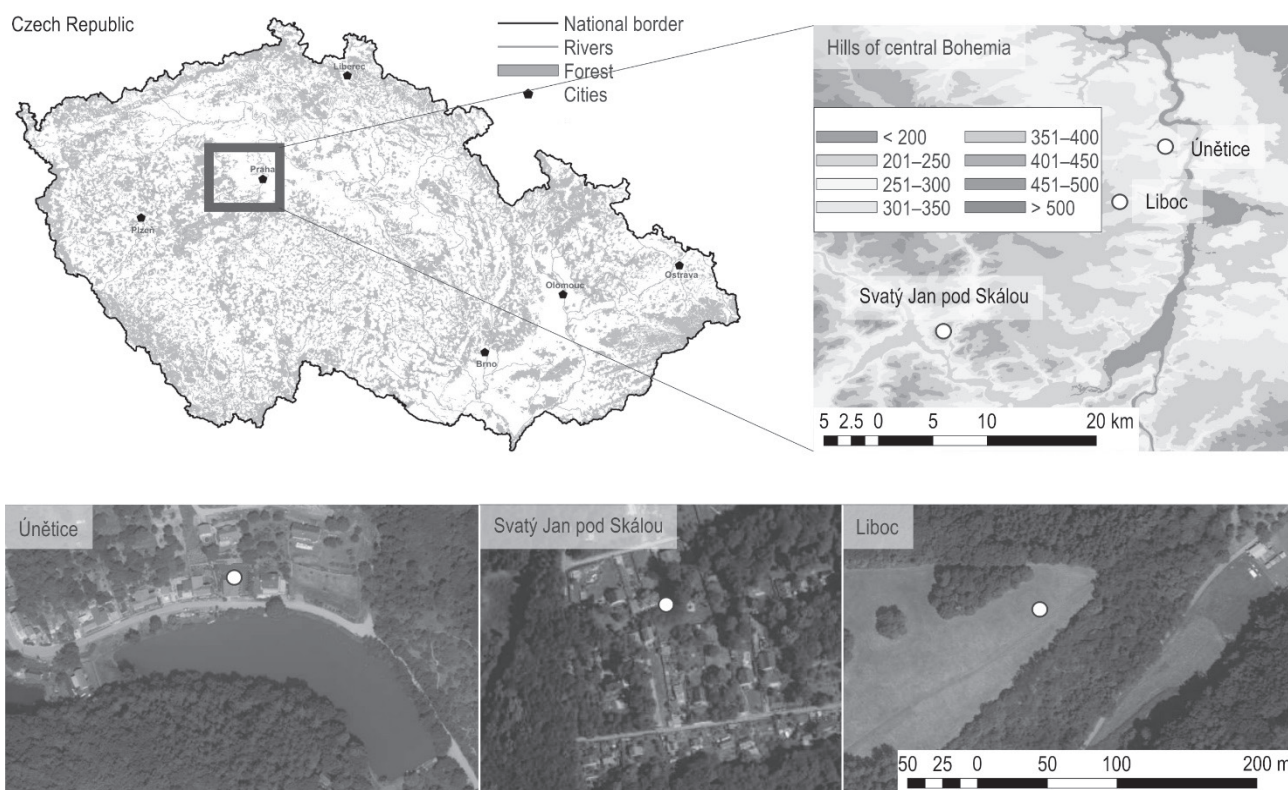 Czech Republic
National border
Rivers
Forest
Cities
Liberec
Praha
Plzeň
Ostrava
Olomouc
Brno
Hills of central Bohemia
< 200
201–250
251–300
301–350
351–400
401–450
451–500
> 500
Únětice
Liboc
Svatý Jan pod Skálou
5 2.5 0 5 10 20 km
Únětice
Svatý Jan pod Skálou
Liboc
50 25 0 50 100 200 m